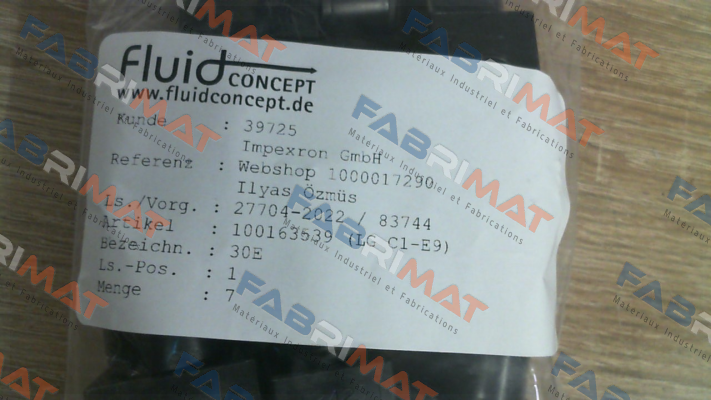 fluid CONCEPT
www.fluidconcept.de
Kunde : 39725
Impexron GmbH
Referenz : Webshop 1000017290
Ilyas Özmüs
Ls./Vorg. : 27704-2022 / 83744
Artikel : 100163539 (LG C1-E9)
Bezeichn. : 30E
Ls.-Pos. : 1
Menge : 7
FABRIMAT
Materiaux Industriel et Fabrications